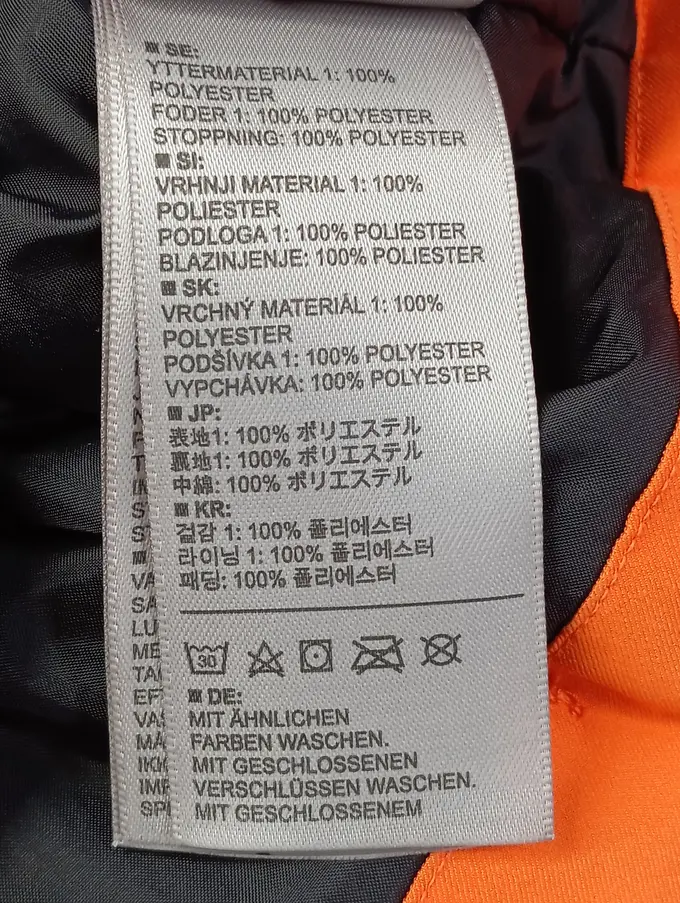 SE:
YTTERMATERIAL 1: 100%
POLYESTER
FODER 1: 100% POLYESTER
STOPPNING: 100% POLYESTER
SI:
VRHNJI MATERIAL 1: 100%
POLIESTER
PODLOGA 1: 100% POLIESTER
BLAZINJENJE: 100% POLIESTER
SK:
VRCHNÝ MATERIÁL 1: 100%
POLYESTER
PODŠÍVKA 1: 100% POLYESTER
VYPCHÁVKA: 100% POLYESTER
JP:
表地1: 100% ポリエステル
裏地1: 100% ポリエステル
中綿: 100% ポリエステル
KR:
겉감 1: 100% 폴리에스터
라이닝 1: 100% 폴리에스터
패딩: 100% 폴리에스터
30
DE:
MIT ÄHNLICHEN
FARBEN WASCHEN.
MIT GESCHLOSSENEN
VERSCHLÜSSEN WASCHEN.
MIT GESCHLOSSENEM